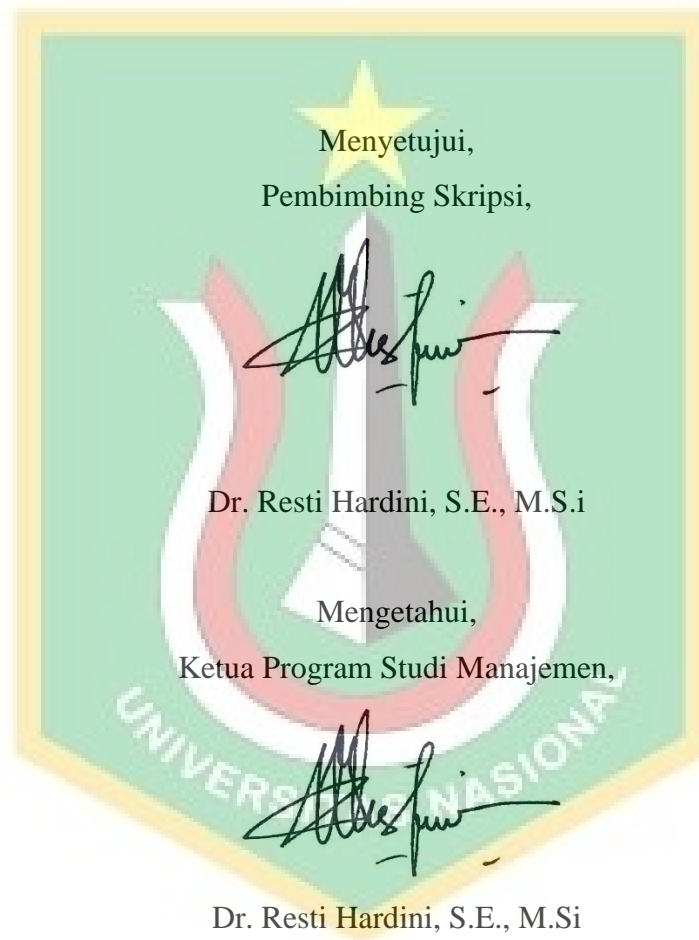 Menyetujui,
Pembimbing Skripsi,
Dr. Resti Hardini, S.E., M.S.i
Mengetahui,
Ketua Program Studi Manajemen,
UNIVERSITAS NASIONAL
Dr. Resti Hardini, S.E., M.Si